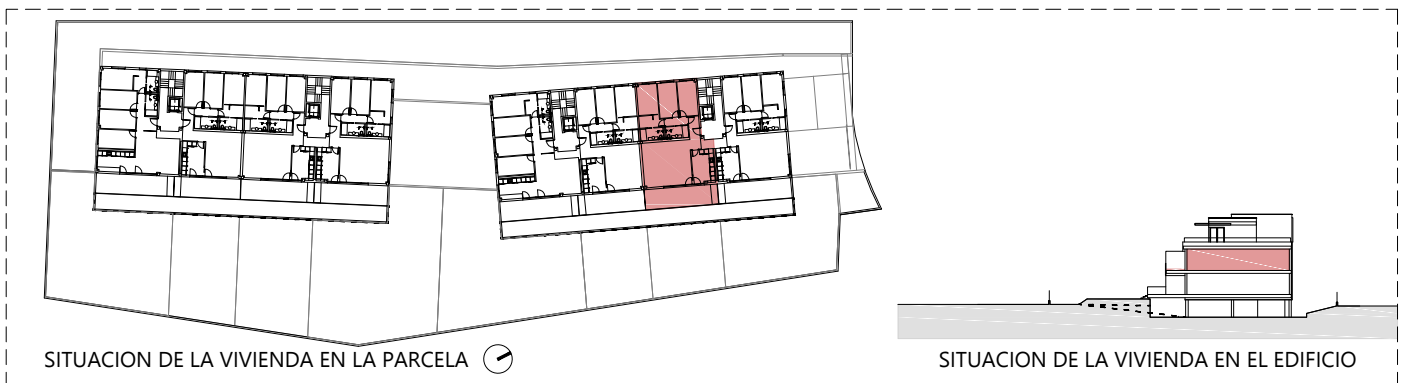 SITUACION DE LA VIVIENDA EN LA PARCELA
SITUACION DE LA VIVIENDA EN EL EDIFICIO